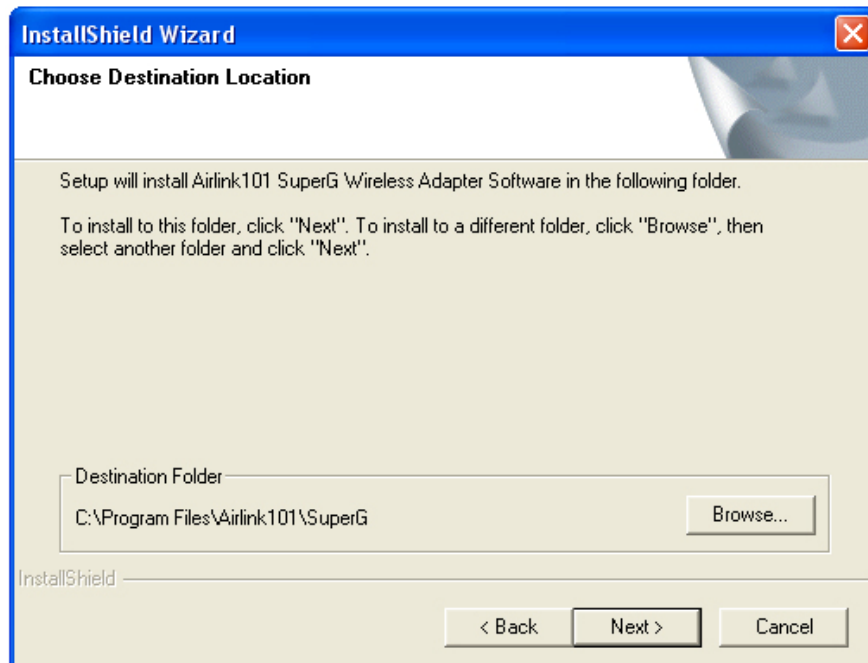 InstallShield Wizard
Choose Destination Location
Setup will install Airlink101 SuperG Wireless Adapter Software in the following folder.
To install to this folder, click "Next". To install to a different folder, click "Browse", then
select another folder and click "Next".
Destination Folder
C:\Program Files\Airlink101\SuperG
Browse...
InstallShield
< Back
Next >
Cancel